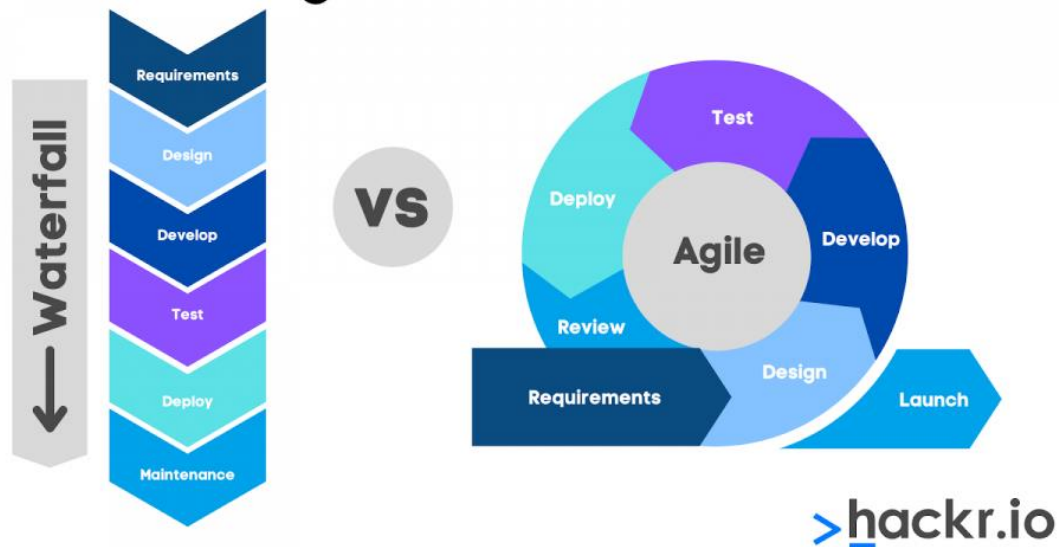 Waterfall
Requirements
Design
Develop
Test
Deploy
Maintenance
VS
Agile
Requirements
Design
Develop
Test
Deploy
Review
Launch
>hackr.io